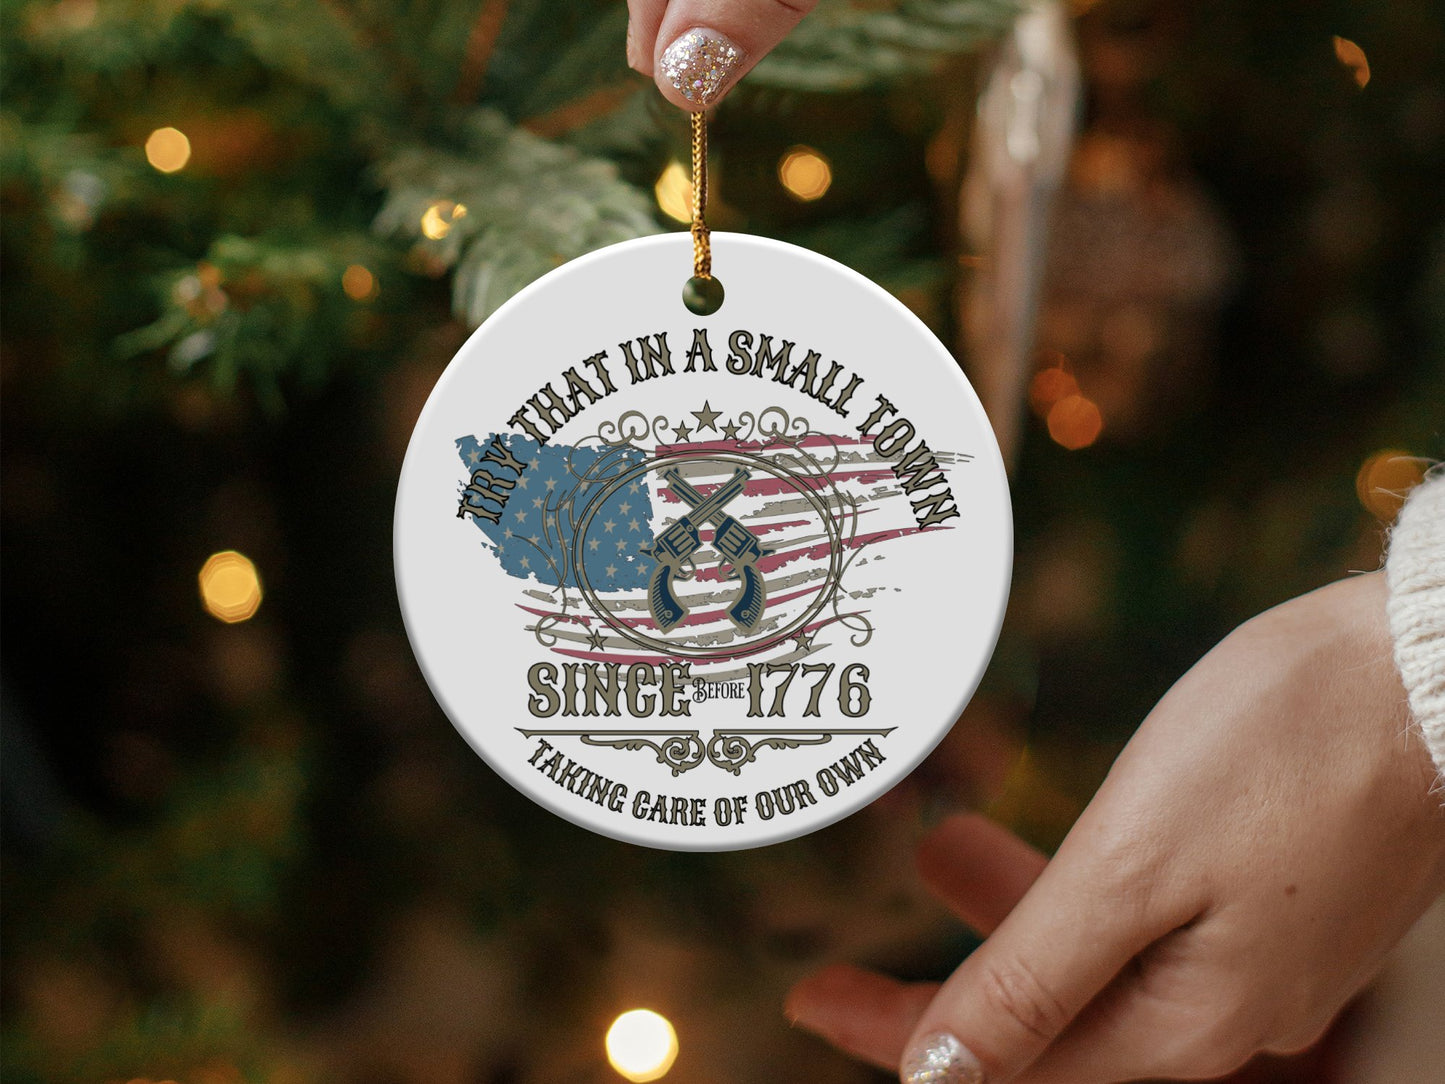 TRY THAT IN A SMALL TOWN
SINCE BEFORE 1776
TAKING CARE OF OUR OWN